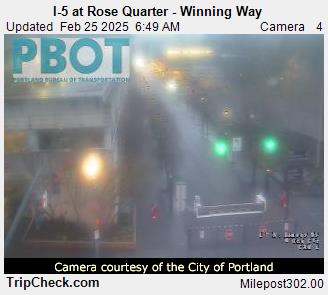 I-5 at Rose Quarter - Winning Way
Updated Feb 25 2025 6:49 AM Camera 4
PBOT
PORTLAND BUREAU OF TRANSPORTATION
Camera courtesy of the City of Portland
TripCheck.com Milepost302.00